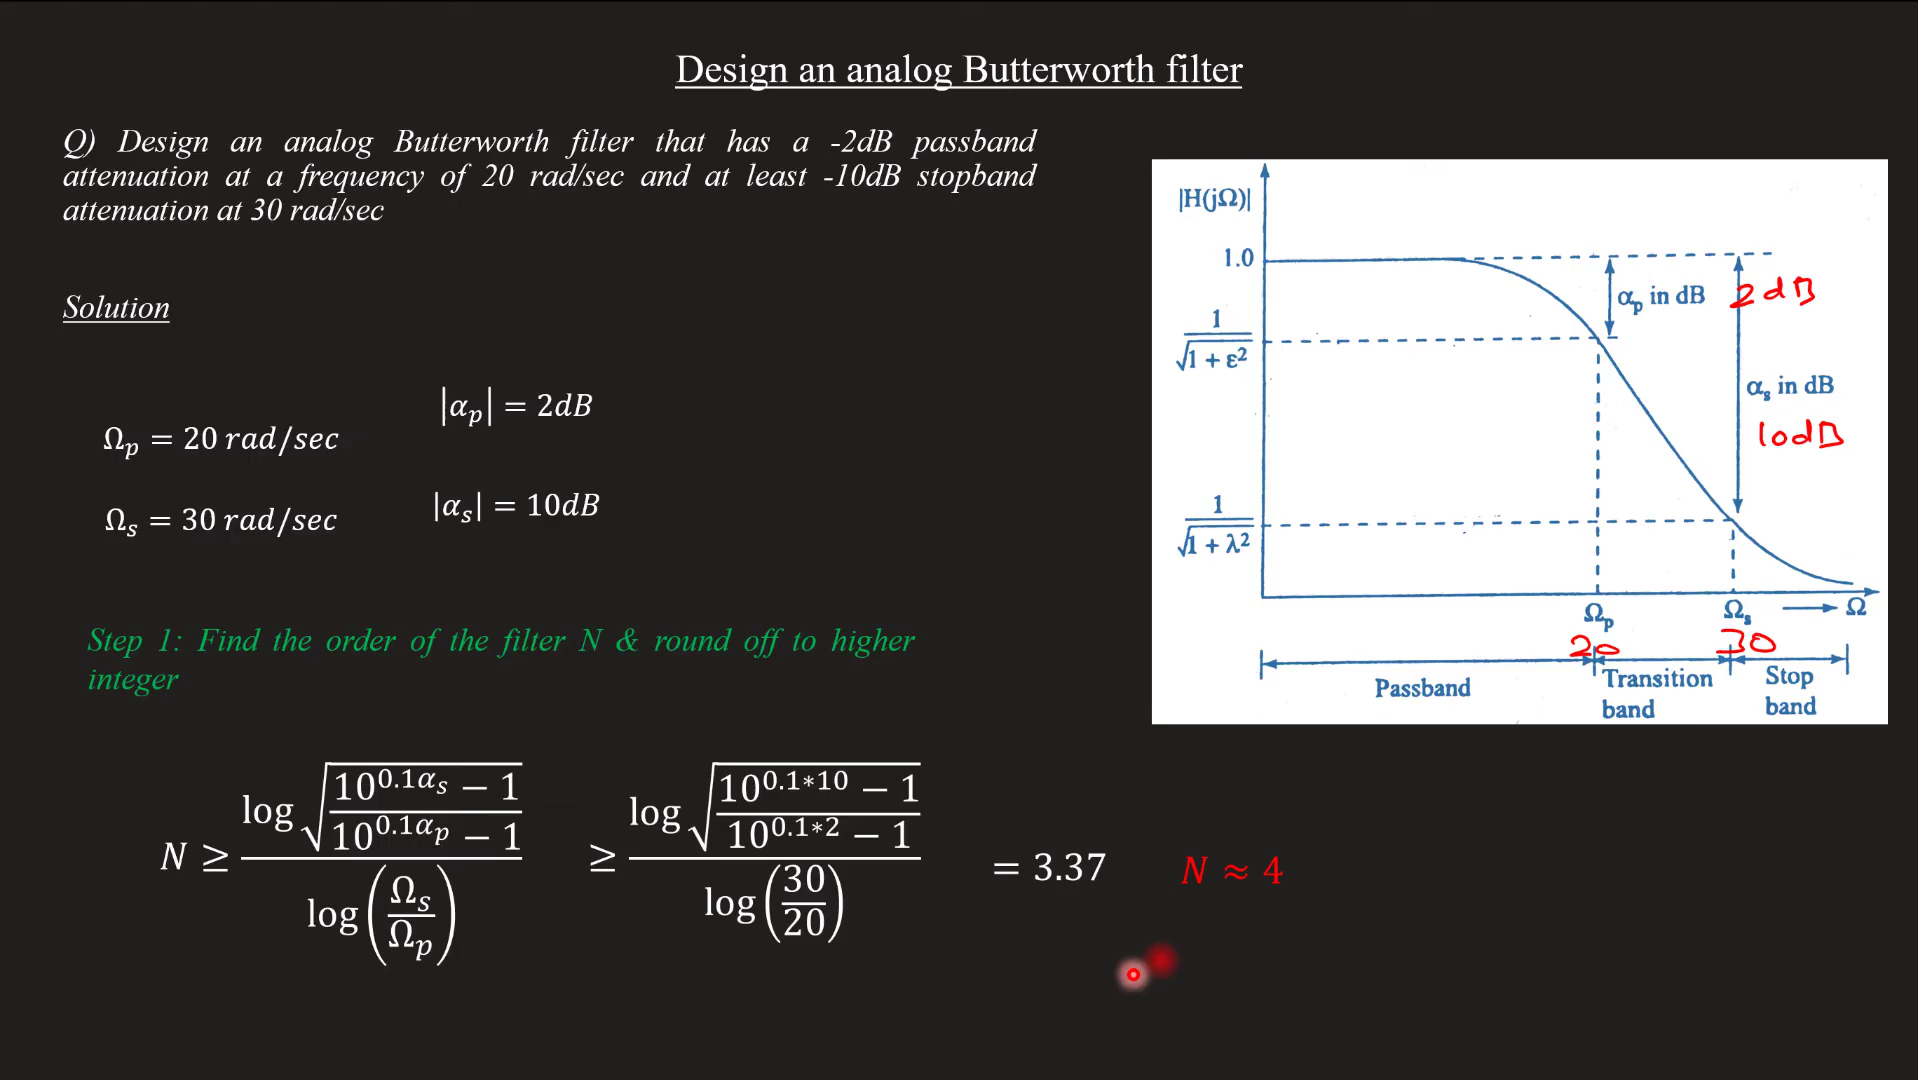 Design an analog Butterworth filter
Q) Design an analog Butterworth filter that has a -2dB passband
attenuation at a frequency of 20 rad/sec and at least -10dB stopband
attenuation at 30 rad/sec
Solution
|αₚ| = 2dB
Ωₚ = 20 rad/sec
|αₛ| = 10dB
Ωₛ = 30 rad/sec
Step 1: Find the order of the filter N & round off to higher
integer
N ≥ log √((10^(0.1αₛ) − 1)/(10^(0.1αₚ) − 1)) / log(Ωₛ/Ωₚ) ≥ log √((10^(0.1*10) − 1)/(10^(0.1*2) − 1)) / log(30/20) = 3.37 N ≈ 4
|H(jΩ)|
1.0
αₚ in dB 2dB
1/√(1 + ε²)
αₛ in dB
10dB
1/√(1 + λ²)
Ωₚ Ωₛ Ω
20 30
Passband Transition band Stop band